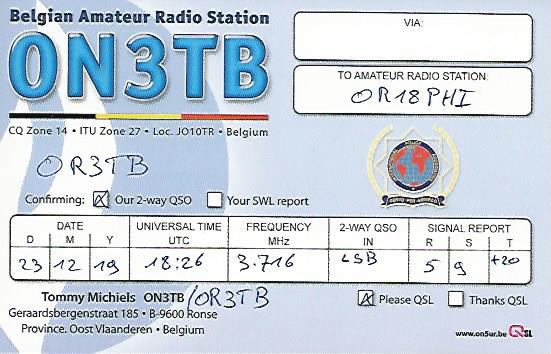 Belgian Amateur Radio Station
ON3TB
CQ Zone 14 • ITU Zone 27 • Loc. JO10TR • Belgium
VIA:
TO AMATEUR RADIO STATION:
OR18PHI
OR3TB
Confirming: ☒ Our 2-way QSO ☐ Your SWL report
DATE UNIVERSAL TIME FREQUENCY 2-WAY QSO SIGNAL REPORT
D M Y UTC MHz IN R S T
23 12 19 18:26 3.716 LSB 5 9 +20
Tommy Michiels ON3TB /OR3TB ☒ Please QSL ☐ Thanks QSL
Geraardsbergenstraat 185 • B-9600 Ronse
Province. Oost Vlaanderen • Belgium
www.on5ur.be QSL